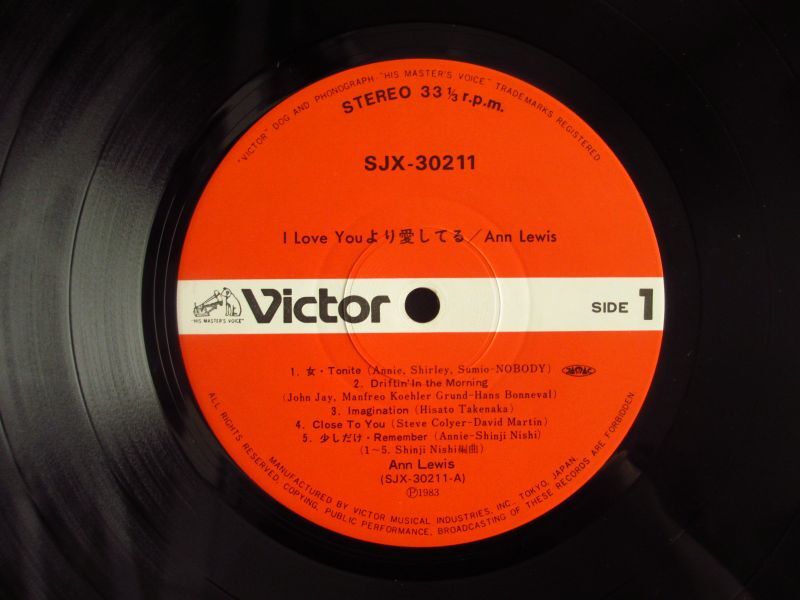 "VICTOR" DOG AND PHONOGRAPH "HIS MASTER'S VOICE" TRADEMARKS REGISTERED
STEREO 33 1/3 r.p.m.
SJX-30211
I Love Youより愛してる/Ann Lewis
"HIS MASTER'S VOICE"
Victor
SIDE 1
1. 女・Tonite (Annie, Shirley, Sumio-NOBODY)
JASRAC
2. Driftin' In the Morning
(John Jay, Manfreo Koehler Grund-Hans Bonneval)
3. Imagination (Hisato Takenaka)
4. Close To You (Steve Colyer-David Martin)
5. 少しだけ・Remember (Annie-Shinji Nishi)
(1~5. Shinji Nishi編曲)
Ann Lewis
(SJX-30211-A)
Ⓟ1983
MANUFACTURED BY VICTOR MUSICAL INDUSTRIES, INC., TOKYO, JAPAN.
ALL RIGHTS RESERVED. COPYING, PUBLIC PERFORMANCE, BROADCASTING OF THESE RECORDS ARE FORBIDDEN.